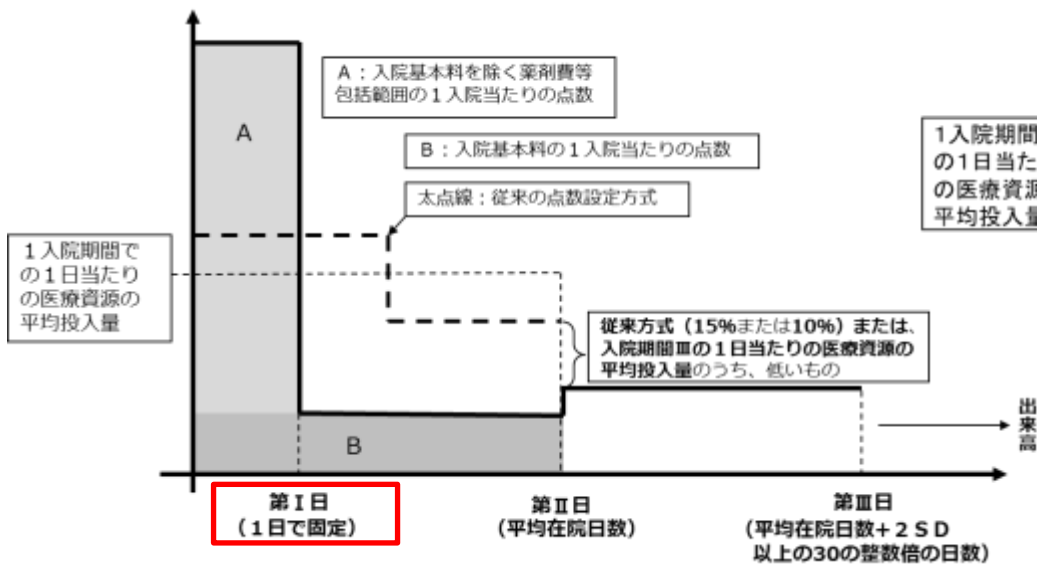 A:入院基本料を除く薬剤費等
包括範囲の1入院当たりの点数
A
B:入院基本料の1入院当たりの点数
太点線:従来の点数設定方式
1入院期間で
の1日当たり
の医療資源の
平均投入量
1入院期間
の1日当た
の医療資源
平均投入量
従来方式(15%または10%)または、
入院期間Ⅲの1日当たりの医療資源の
平均投入量のうち、低いもの
B
出
来
高
第Ⅰ日
(1日で固定)
第Ⅱ日
(平均在院日数)
第Ⅲ日
(平均在院日数+2SD
以上の30の整数倍の日数)